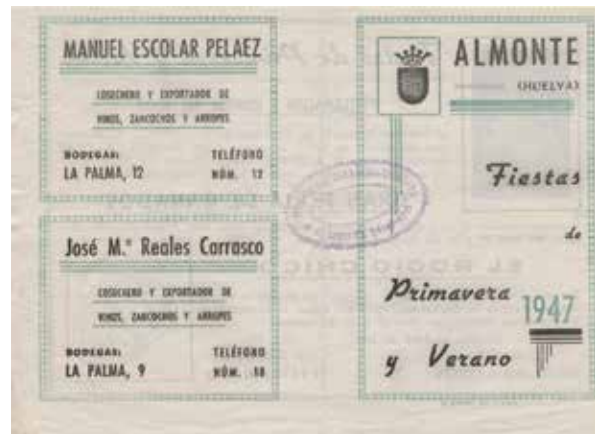 MANUEL ESCOLAR PELAEZ
COSECHERO Y EXPORTADOR DE
VINOS, ZANCOCHOS Y ARROPES
BODEGAS:
LA PALMA, 12
TELÉFONO
NÚM. 12
José M.ª Reales Carrasco
COSECHERO Y EXPORTADOR DE
VINOS, ZANCOCHOS Y ARROPES
BODEGAS:
LA PALMA, 9
TELÉFONO
NÚM. 18
ALMONTE
(HUELVA)
Fiestas
de
Primavera
1947
y Verano